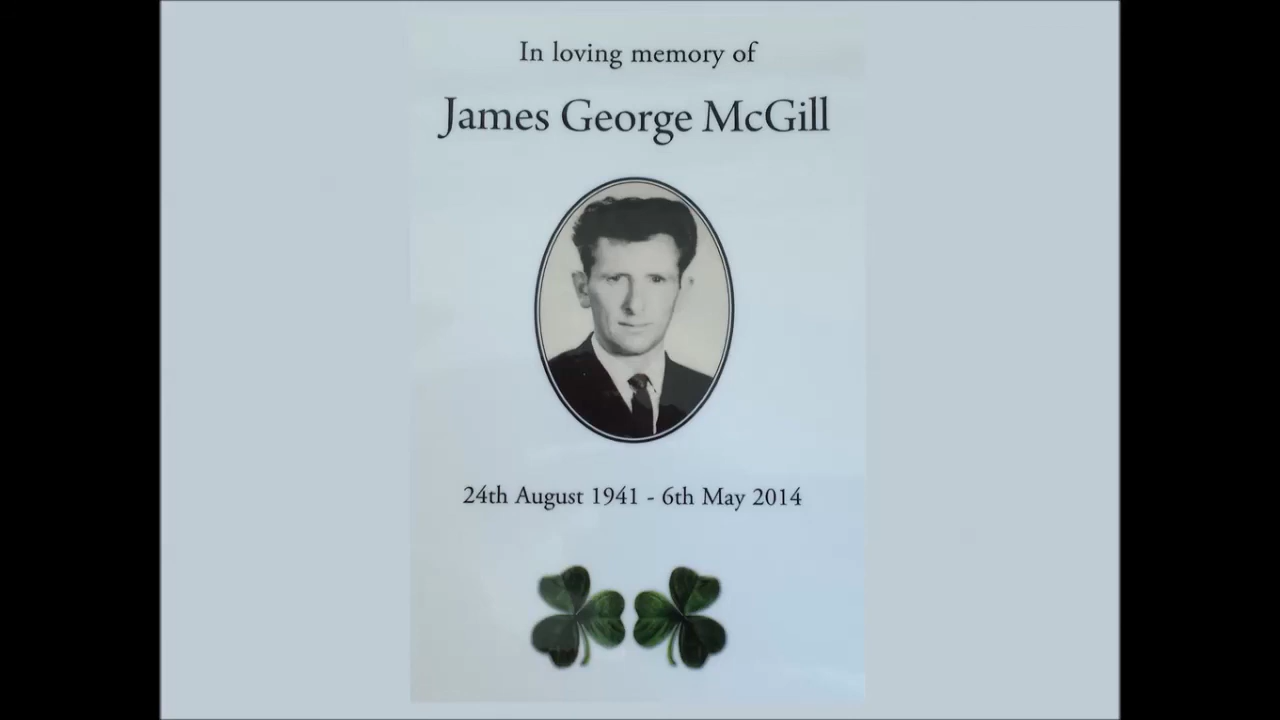 In loving memory of
James George McGill
24th August 1941 - 6th May 2014